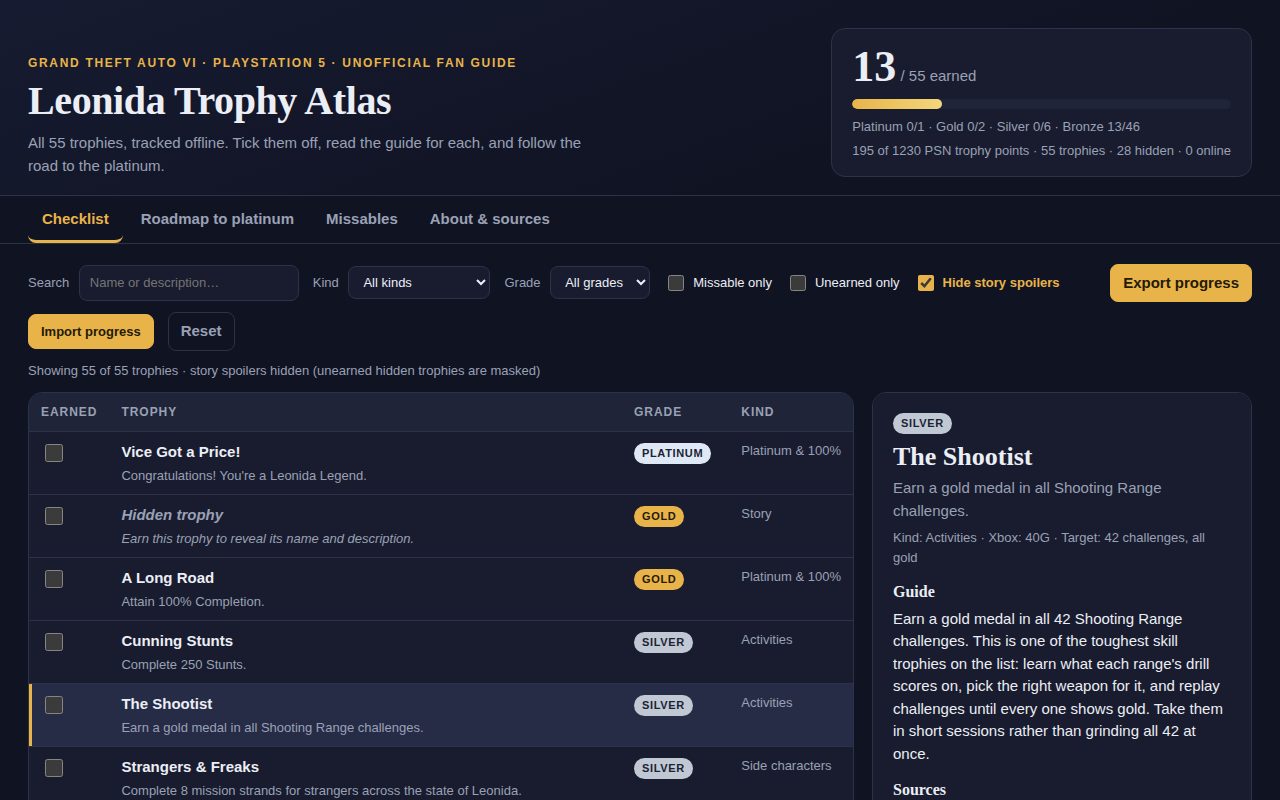 GRAND THEFT AUTO VI · PLAYSTATION 5 · UNOFFICIAL FAN GUIDE
Leonida Trophy Atlas
All 55 trophies, tracked offline. Tick them off, read the guide for each, and follow the
road to the platinum.
13 / 55 earned
Platinum 0/1 · Gold 0/2 · Silver 0/6 · Bronze 13/46
195 of 1230 PSN trophy points · 55 trophies · 28 hidden · 0 online
Checklist Roadmap to platinum Missables About & sources
Search Name or description… Kind All kinds Grade All grades Missable only Unearned only Hide story spoilers Export progress
Import progress Reset
Showing 55 of 55 trophies · story spoilers hidden (unearned hidden trophies are masked)
EARNED TROPHY GRADE KIND
Vice Got a Price! PLATINUM Platinum & 100%
Congratulations! You're a Leonida Legend.
Hidden trophy GOLD Story
Earn this trophy to reveal its name and description.
A Long Road GOLD Platinum & 100%
Attain 100% Completion.
Cunning Stunts SILVER Activities
Complete 250 Stunts.
The Shootist SILVER Activities
Earn a gold medal in all Shooting Range challenges.
Strangers & Freaks SILVER Side characters
Complete 8 mission strands for strangers across the state of Leonida.
SILVER
The Shootist
Earn a gold medal in all Shooting Range
challenges.
Kind: Activities · Xbox: 40G · Target: 42 challenges, all
gold
Guide
Earn a gold medal in all 42 Shooting Range
challenges. This is one of the toughest skill
trophies on the list: learn what each range's drill
scores on, pick the right weapon for it, and replay
challenges until every one shows gold. Take them
in short sessions rather than grinding all 42 at
once.
Sources